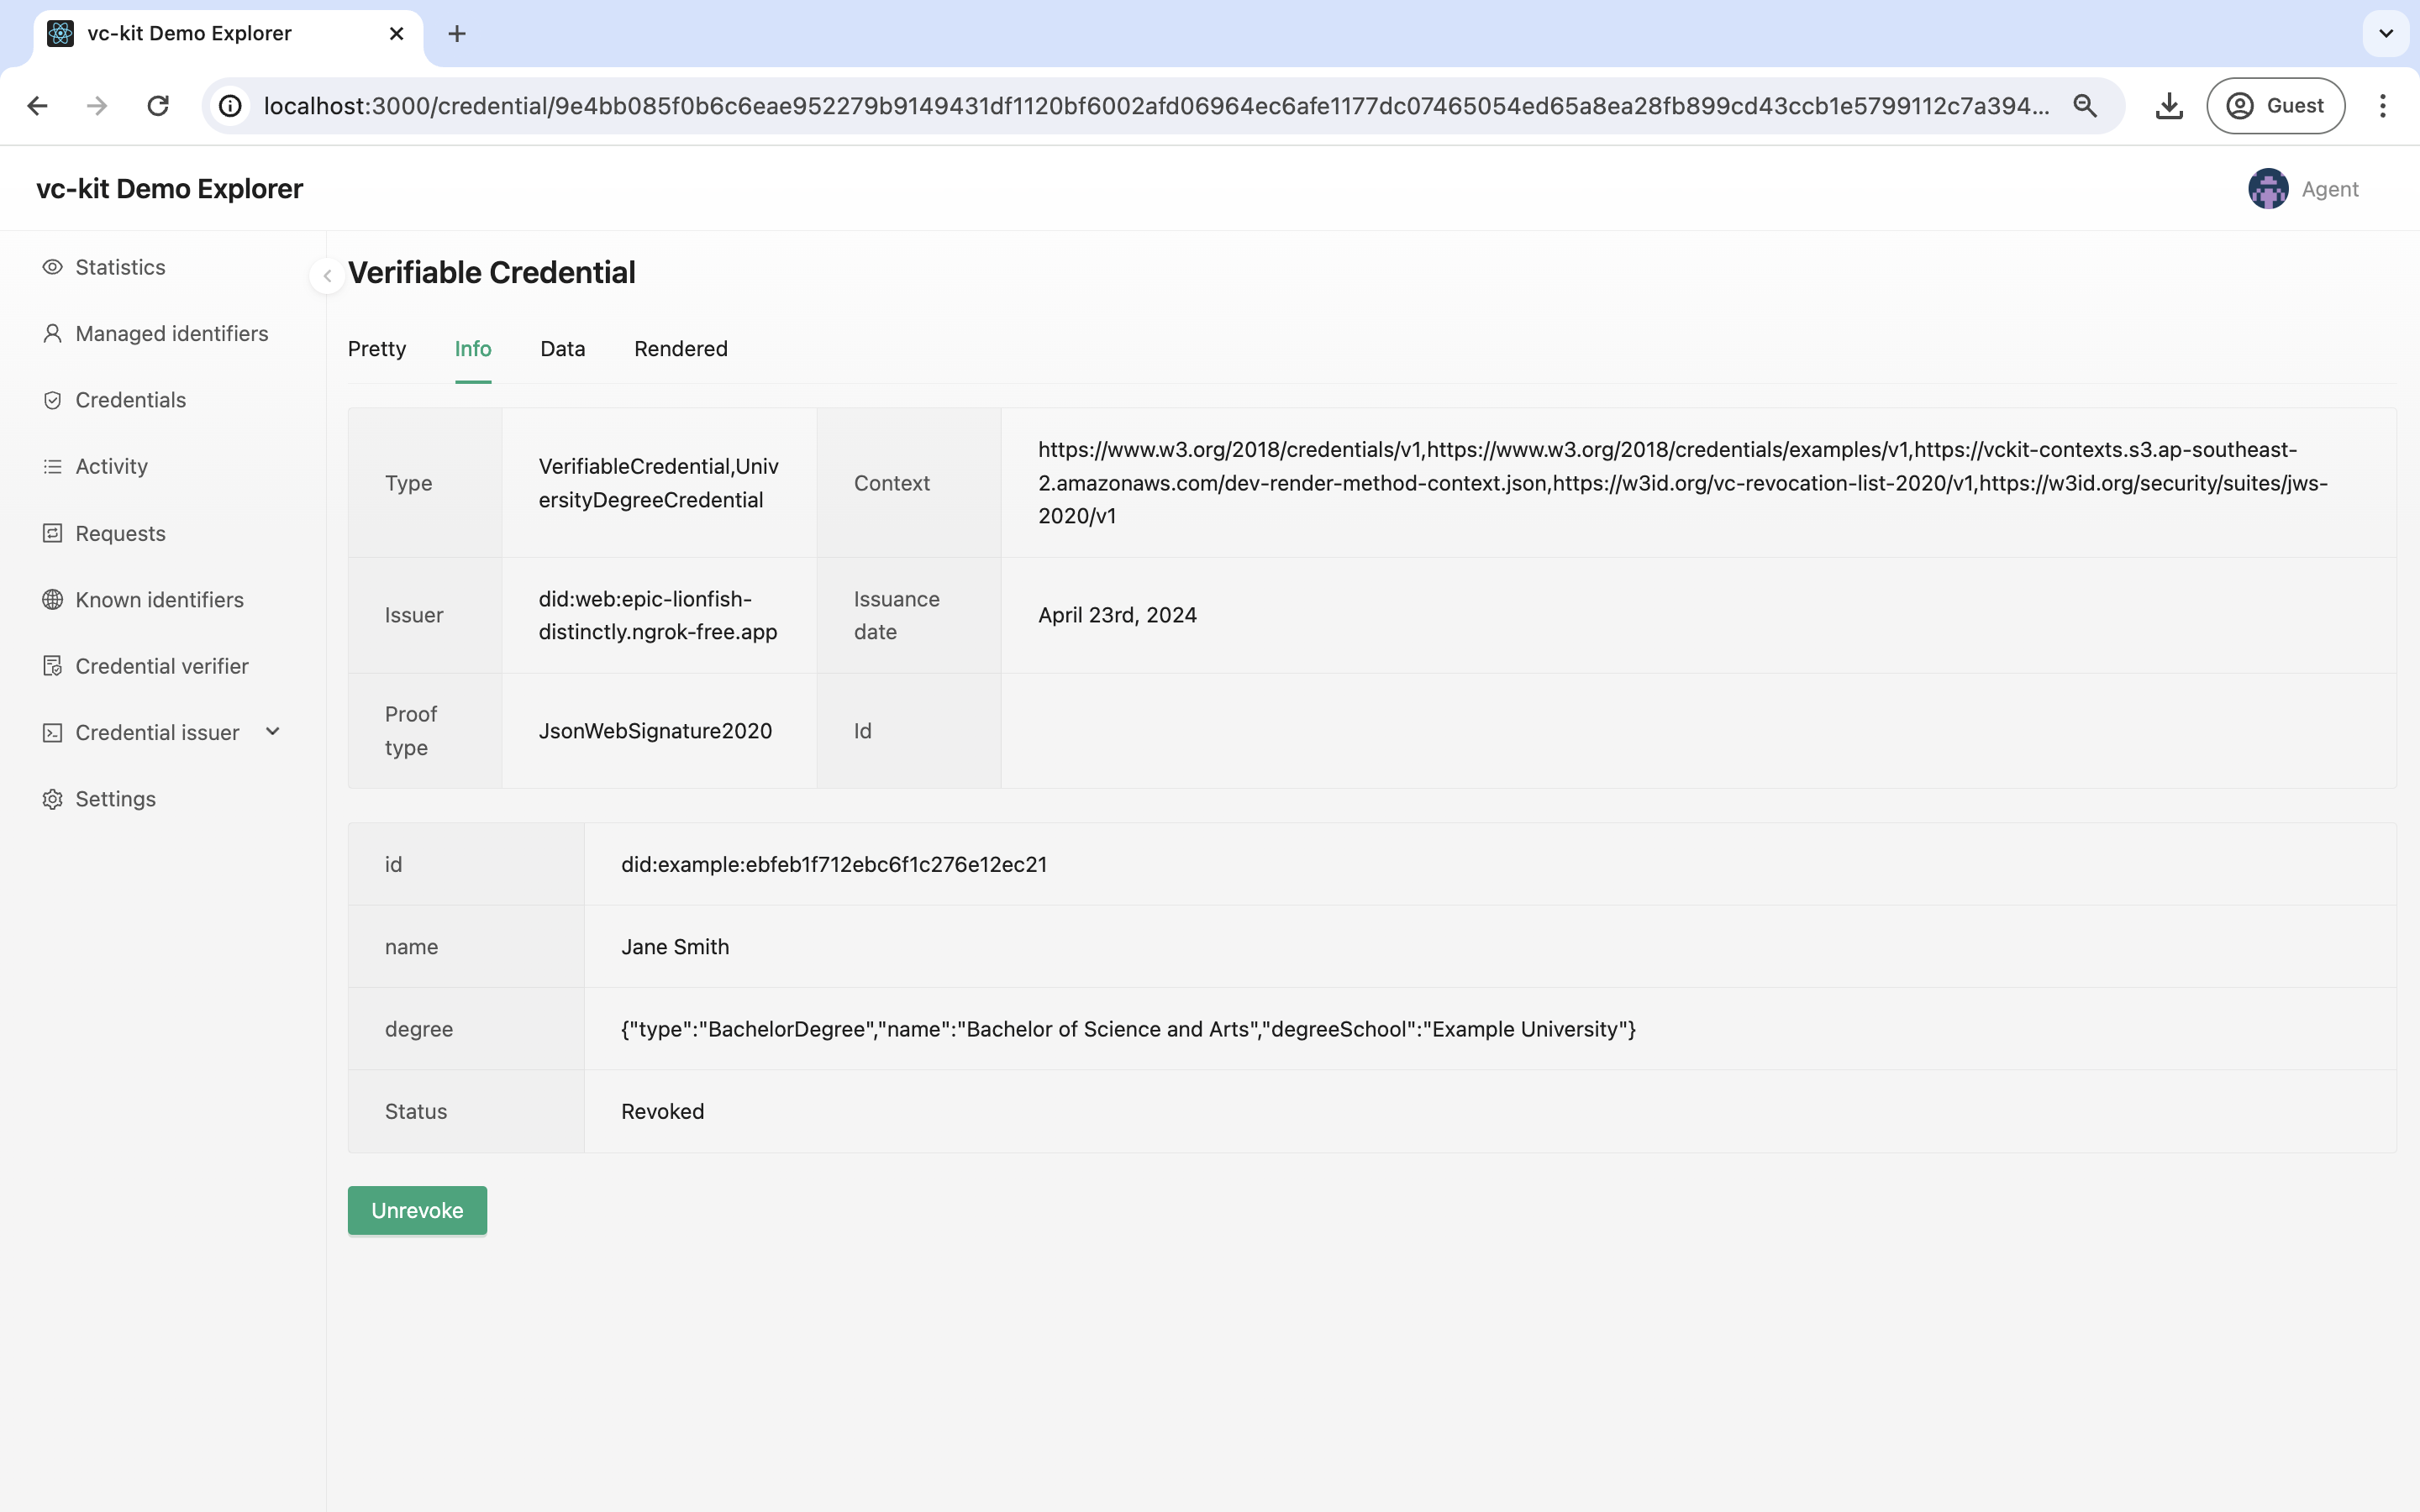 vc-kit Demo Explorer
localhost:3000/credential/9e4bb085f0b6c6eae952279b9149431df1120bf6002afd06964ec6afe1177dc07465054ed65a8ea28fb899cd43ccb1e5799112c7a394...
Guest
vc-kit Demo Explorer
Agent
Statistics
Managed identifiers
Credentials
Activity
Requests
Known identifiers
Credential verifier
Credential issuer
Settings
Verifiable Credential
Pretty Info Data Rendered
Type
VerifiableCredential,Univ
ersityDegreeCredential
Context
https://www.w3.org/2018/credentials/v1,https://www.w3.org/2018/credentials/examples/v1,https://vckit-contexts.s3.ap-southeast-
2.amazonaws.com/dev-render-method-context.json,https://w3id.org/vc-revocation-list-2020/v1,https://w3id.org/security/suites/jws-
2020/v1
Issuer
did:web:epic-lionfish-
distinctly.ngrok-free.app
Issuance
date
April 23rd, 2024
Proof
type
JsonWebSignature2020
Id
id
did:example:ebfeb1f712ebc6f1c276e12ec21
name
Jane Smith
degree
{"type":"BachelorDegree","name":"Bachelor of Science and Arts","degreeSchool":"Example University"}
Status
Revoked
Unrevoke